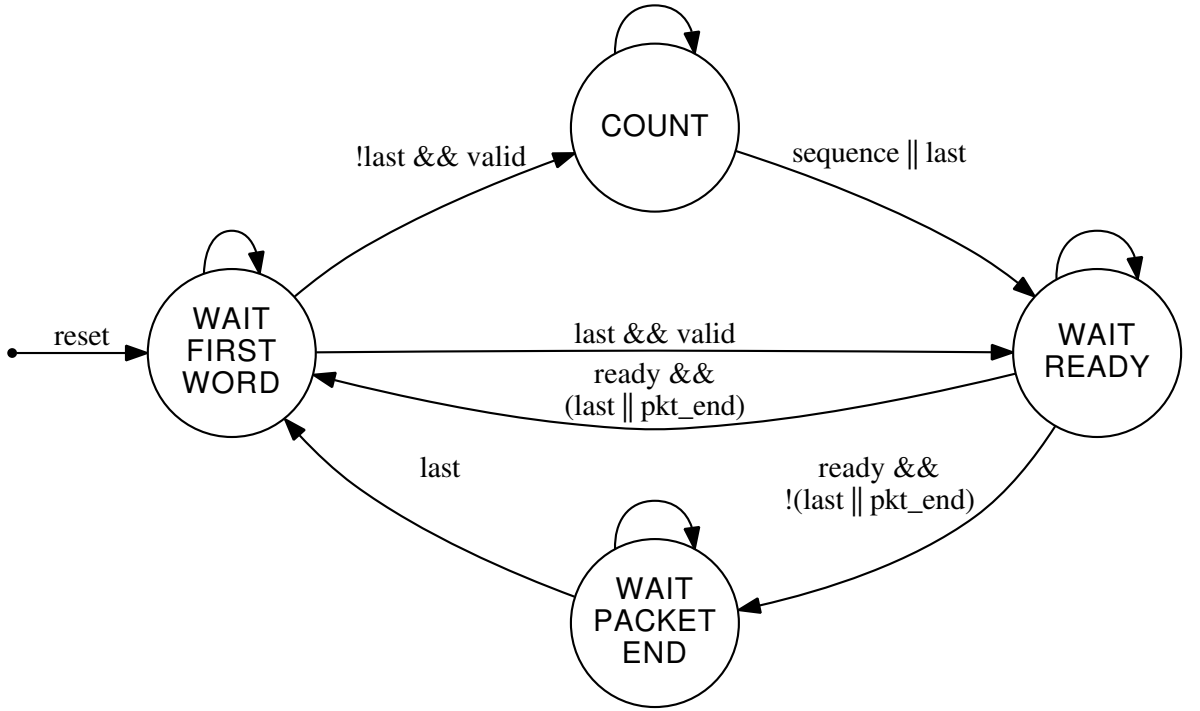 COUNT
!last && valid
sequence || last
WAIT
FIRST
WORD
WAIT
READY
reset
last && valid
ready &&
(last || pkt_end)
last
ready &&
!(last || pkt_end)
WAIT
PACKET
END